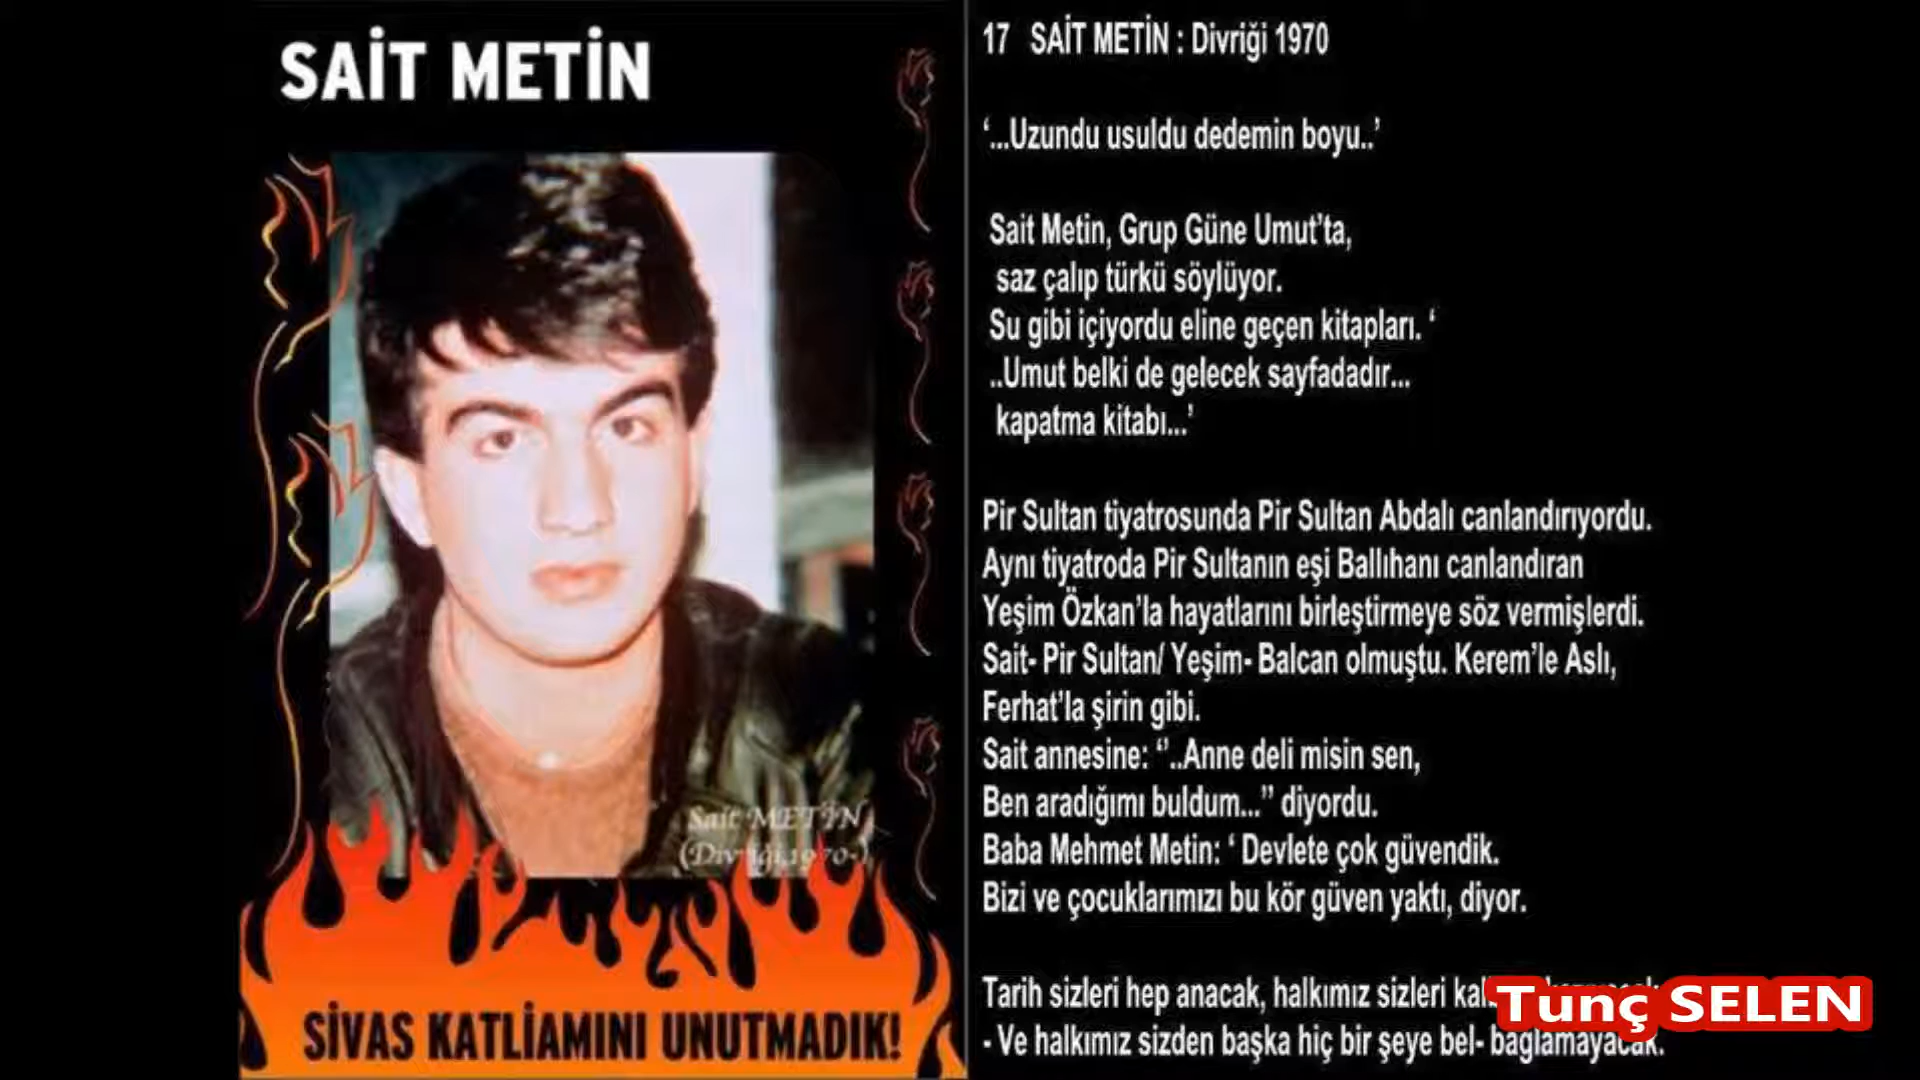 SAİT METİN
Sait METİN
(Divriği,1970-)
SİVAS KATLİAMINI UNUTMADIK!
17 SAİT METİN : Divriği 1970
‘...Uzundu usuldu dedemin boyu..’
Sait Metin, Grup Güne Umut’ta,
saz çalıp türkü söylüyor.
Su gibi içiyordu eline geçen kitapları. ‘
..Umut belki de gelecek sayfadadır...
kapatma kitabı...’
Pir Sultan tiyatrosunda Pir Sultan Abdalı canlandırıyordu.
Aynı tiyatroda Pir Sultanın eşi Ballıhanı canlandıran
Yeşim Özkan’la hayatlarını birleştirmeye söz vermişlerdi.
Sait- Pir Sultan/ Yeşim- Balcan olmuştu. Kerem’le Aslı,
Ferhat’la şirin gibi.
Sait annesine: ‘’..Anne deli misin sen,
Ben aradığımı buldum...’’ diyordu.
Baba Mehmet Metin: ‘ Devlete çok güvendik.
Bizi ve çocuklarımızı bu kör güven yaktı, diyor.
Tarih sizleri hep anacak, halkımız sizleri
- Ve halkımız sizden başka hiç bir şeye bel- bağlamayacak.
Tunç SELEN